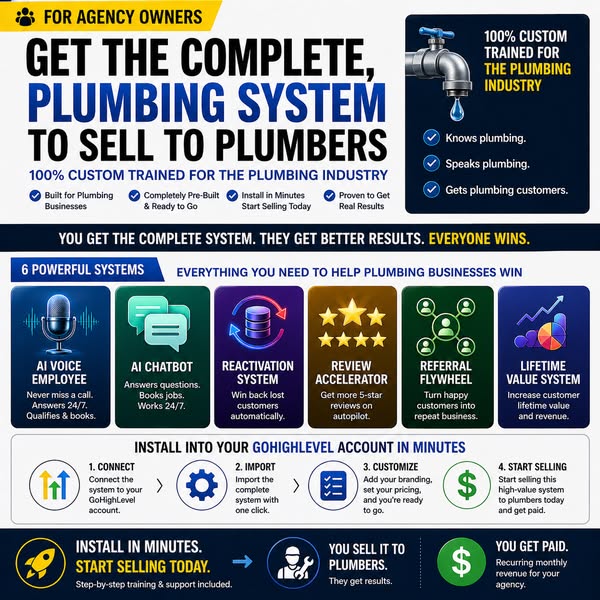 FOR AGENCY OWNERS
GET THE COMPLETE,
PLUMBING SYSTEM
TO SELL TO PLUMBERS
100% CUSTOM TRAINED FOR THE PLUMBING INDUSTRY
Built for Plumbing
Businesses
Completely Pre-Built
& Ready to Go
Install in Minutes
Start Selling Today
Proven to Get
Real Results
100% CUSTOM
TRAINED FOR
THE PLUMBING
INDUSTRY
Knows plumbing.
Speaks plumbing.
Gets plumbing customers.
YOU GET THE COMPLETE SYSTEM. THEY GET BETTER RESULTS. EVERYONE WINS.
6 POWERFUL SYSTEMS
EVERYTHING YOU NEED TO HELP PLUMBING BUSINESSES WIN
AI VOICE
EMPLOYEE
Never miss a call.
Answers 24/7.
Qualifies & books.
AI CHATBOT
Answers questions.
Books jobs.
Works 24/7.
REACTIVATION
SYSTEM
Win back lost
customers
automatically.
REVIEW
ACCELERATOR
Get more 5-star
reviews on
autopilot.
REFERRAL
FLYWHEEL
Turn happy
customers into
repeat business.
LIFETIME
VALUE SYSTEM
Increase customer
lifetime value
and revenue.
INSTALL INTO YOUR GOHIGHLEVEL ACCOUNT IN MINUTES
1. CONNECT
Connect the
system to your
GoHighLevel
account.
2. IMPORT
Import the
complete
system with
one click.
3. CUSTOMIZE
Add your branding,
set your pricing,
and you're ready
to go.
4. START SELLING
Start selling this
high-value system
to plumbers today
and get paid.
INSTALL IN MINUTES.
START SELLING TODAY.
Step-by-step training & support included.
YOU SELL IT TO
PLUMBERS.
They get results.
YOU GET PAID.
Recurring monthly
revenue for your
agency.